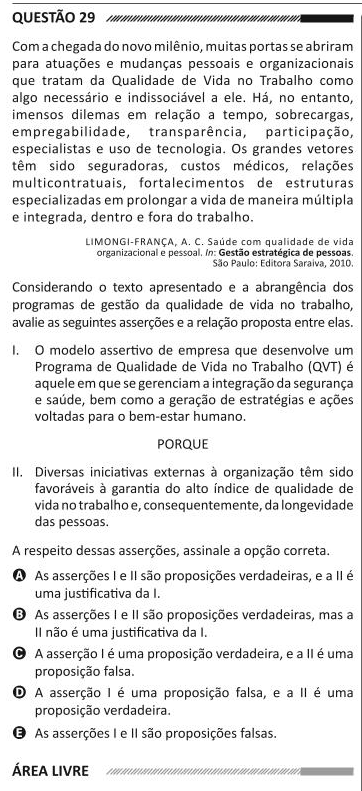 QUESTÃO 29
Com a chegada do novo milênio, muitas portas se abriram
para atuações e mudanças pessoais e organizacionais
que tratam da Qualidade de Vida no Trabalho como
algo necessário e indissociável a ele. Há, no entanto,
imensos dilemas em relação a tempo, sobrecargas,
empregabilidade, transparência, participação,
especialistas e uso de tecnologia. Os grandes vetores
têm sido seguradoras, custos médicos, relações
multicontratuais, fortalecimentos de estruturas
especializadas em prolongar a vida de maneira múltipla
e integrada, dentro e fora do trabalho.
LIMONGI-FRANÇA, A. C. Saúde com qualidade de vida
organizacional e pessoal. In: Gestão estratégica de pessoas.
São Paulo: Editora Saraiva, 2010.
Considerando o texto apresentado e a abrangência dos
programas de gestão da qualidade de vida no trabalho,
avalie as seguintes asserções e a relação proposta entre elas.
I. O modelo assertivo de empresa que desenvolve um
Programa de Qualidade de Vida no Trabalho (QVT) é
aquele em que se gerenciam a integração da segurança
e saúde, bem como a geração de estratégias e ações
voltadas para o bem-estar humano.
PORQUE
II. Diversas iniciativas externas à organização têm sido
favoráveis à garantia do alto índice de qualidade de
vida no trabalho e, consequentemente, da longevidade
das pessoas.
A respeito dessas asserções, assinale a opção correta.
A As asserções I e II são proposições verdadeiras, e a II é
uma justificativa da I.
B As asserções I e II são proposições verdadeiras, mas a
II não é uma justificativa da I.
C A asserção I é uma proposição verdadeira, e a II é uma
proposição falsa.
D A asserção I é uma proposição falsa, e a II é uma
proposição verdadeira.
E As asserções I e II são proposições falsas.
ÁREA LIVRE